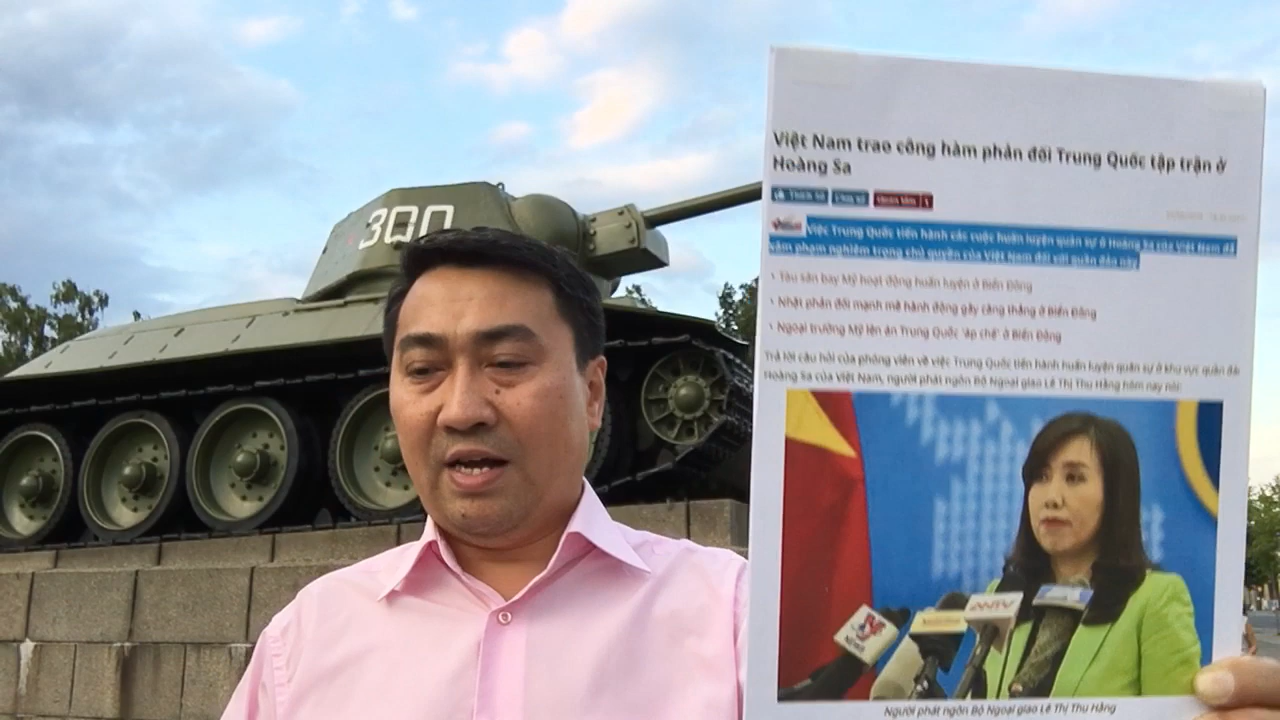 300
Việt Nam trao công hàm phản đối Trung Quốc tập trận ở
Hoàng Sa
Việc Trung Quốc tiến hành các cuộc huấn luyện quân sự ở Hoàng Sa của Việt Nam đã
xâm phạm nghiêm trọng chủ quyền của Việt Nam đối với quần đảo này
Tàu sân bay Mỹ hoạt động huấn luyện ở Biển Đông
Nhật phản đối mạnh mẽ hành động gây căng thẳng ở Biển Đông
Ngoại trưởng Mỹ lên án Trung Quốc 'áp chế' ở Biển Đông
Trả lời câu hỏi của phóng viên về việc Trung Quốc tiến hành huấn luyện quân sự ở khu vực quần đảo
Hoàng Sa của Việt Nam, người phát ngôn Bộ Ngoại giao Lê Thị Thu Hằng hôm nay nói:
NEWS
ANTV
Người phát ngôn Bộ Ngoại giao Lê Thị Thu Hằng